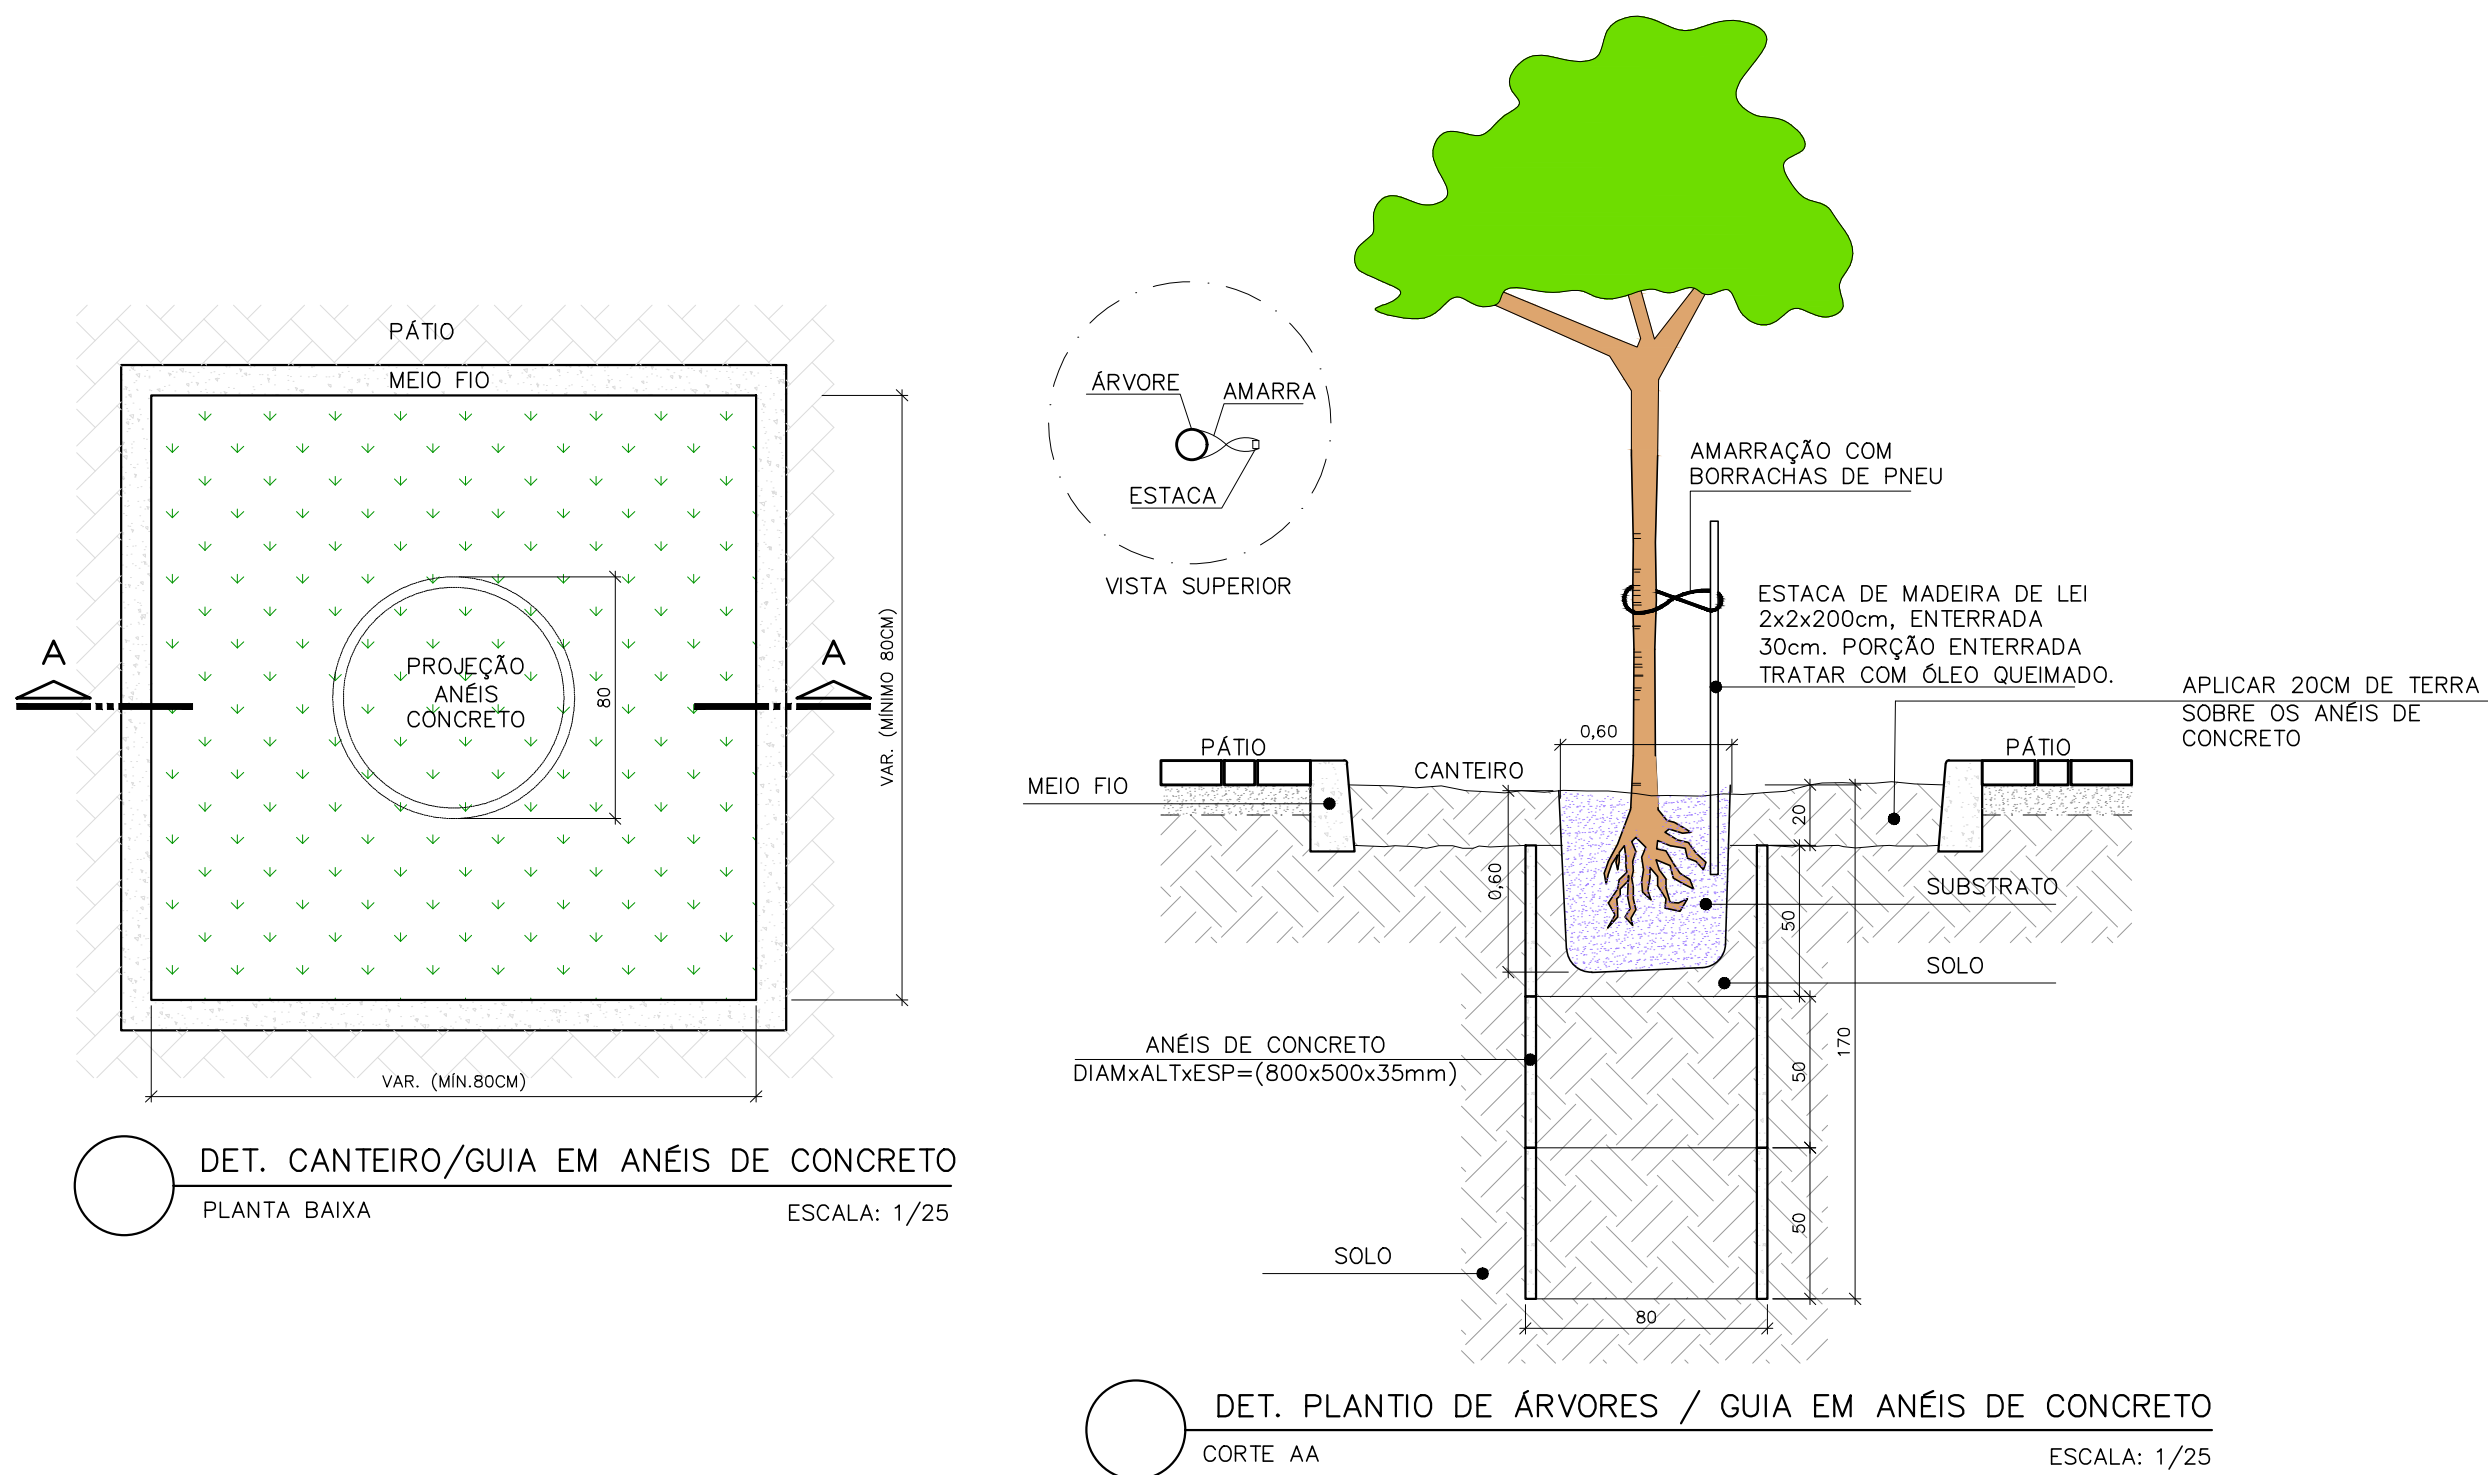 PÁTIO
MEIO FIO
A
A
PROJEÇÃO
ANÉIS
CONCRETO
80
VAR. (MÍNIMO 80CM)
VAR. (MÍN.80CM)
DET. CANTEIRO/GUIA EM ANÉIS DE CONCRETO
PLANTA BAIXA
ESCALA: 1/25
ÁRVORE
AMARRA
ESTACA
VISTA SUPERIOR
AMARRAÇÃO COM
BORRACHAS DE PNEU
ESTACA DE MADEIRA DE LEI
2x2x200cm, ENTERRADA
30cm. PORÇÃO ENTERRADA
TRATAR COM ÓLEO QUEIMADO.
APLICAR 20CM DE TERRA
SOBRE OS ANÉIS DE
CONCRETO
0,60
PÁTIO
PÁTIO
CANTEIRO
MEIO FIO
20
0,60
SUBSTRATO
50
SOLO
ANÉIS DE CONCRETO
DIAMxALTxESP=(800x500x35mm)
170
50
50
SOLO
80
DET. PLANTIO DE ÁRVORES / GUIA EM ANÉIS DE CONCRETO
CORTE AA
ESCALA: 1/25